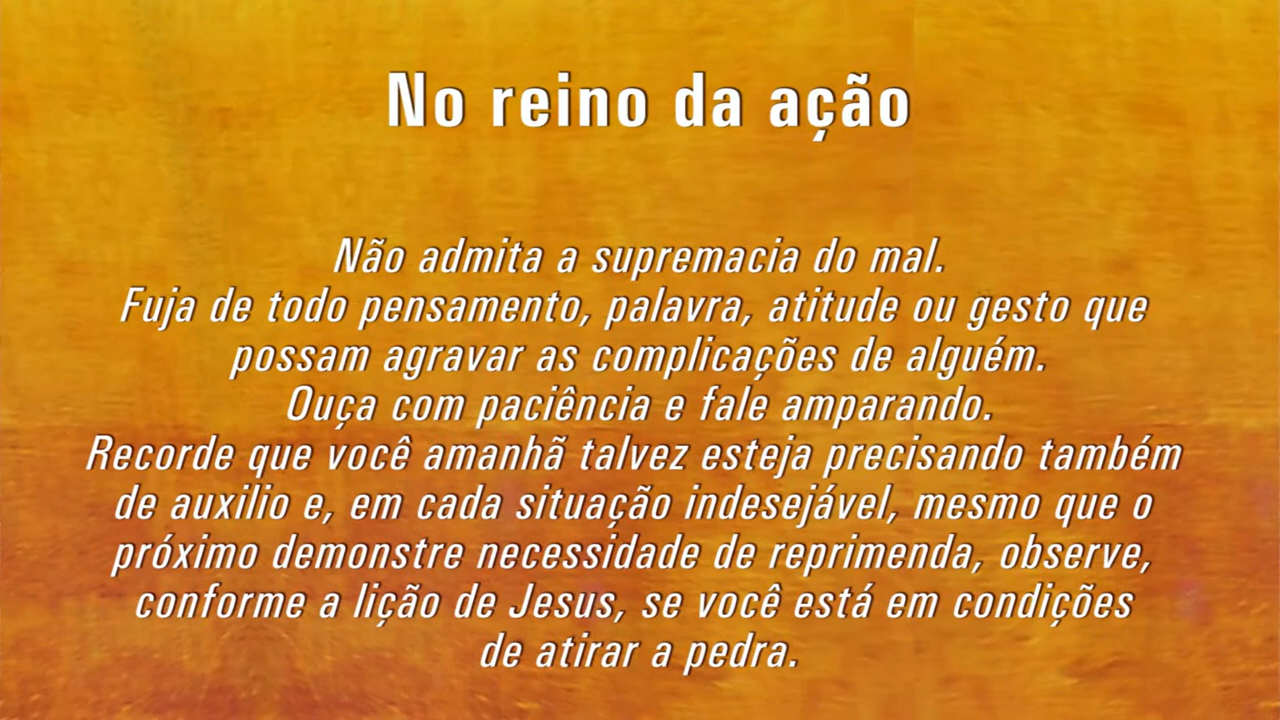 No reino da ação
Não admita a supremacia do mal.
Fuja de todo pensamento, palavra, atitude ou gesto que
possam agravar as complicações de alguém.
Ouça com paciência e fale amparando.
Recorde que você amanhã talvez esteja precisando também
de auxilio e, em cada situação indesejável, mesmo que o
próximo demonstre necessidade de reprimenda, observe,
conforme a lição de Jesus, se você está em condições
de atirar a pedra.